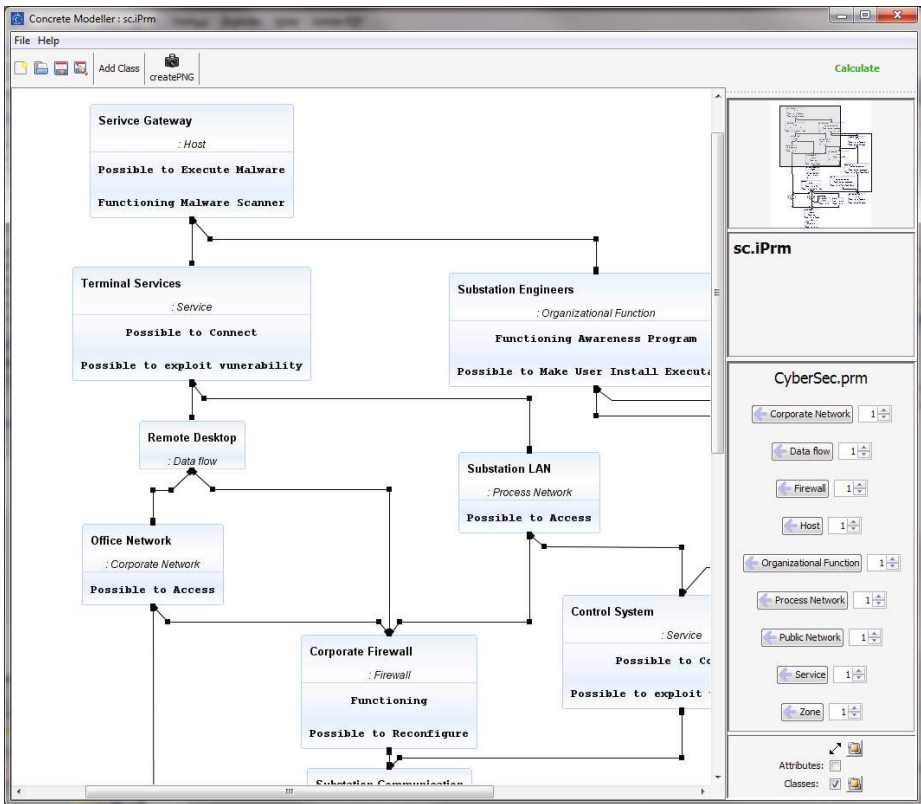 Concrete Modeller : sc.iPrm
File Help
Add Class
createPNG
Calculate
Serivce Gateway
: Host
Possible to Execute Malware
Functioning Malware Scanner
Terminal Services
: Service
Possible to Connect
Possible to exploit vunerability
Substation Engineers
: Organizational Function
Functioning Awareness Program
Possible to Make User Install Executa
Remote Desktop
: Data flow
Substation LAN
: Process Network
Possible to Access
Office Network
: Corporate Network
Possible to Access
Control System
: Service
Possible to Co
Possible to exploit
Corporate Firewall
: Firewall
Functioning
Possible to Reconfigure
Substation Communication
sc.iPrm
CyberSec.prm
Corporate Network 1
Data flow 1
Firewall 1
Host 1
Organizational Function 1
Process Network 1
Public Network 1
Service 1
Zone 1
Attributes:
Classes: